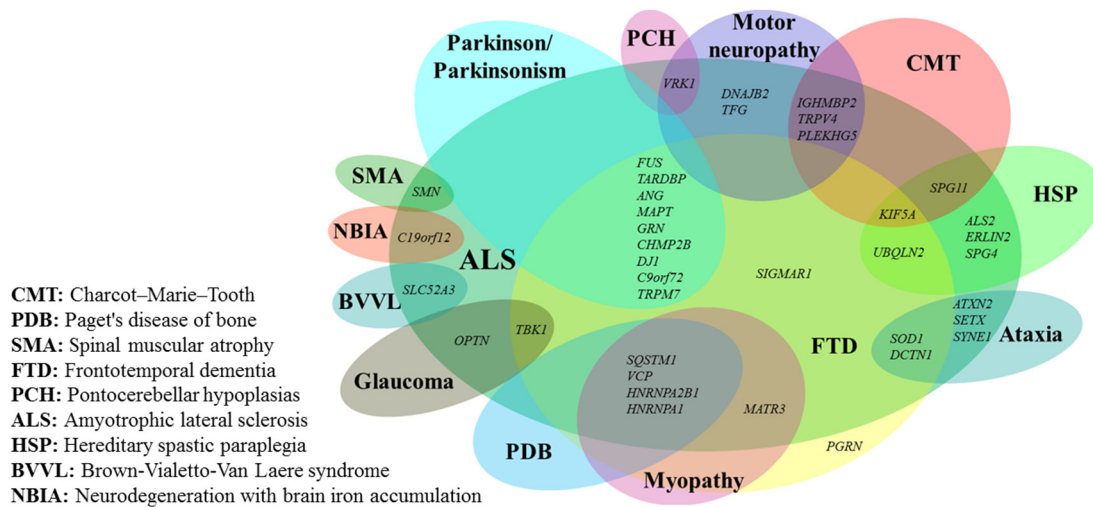 Parkinson/
Parkinsonism
PCH
Motor
neuropathy
CMT
VRK1
DNAJB2
TFG
IGHMBP2
TRPV4
PLEKHG5
SMA
SMN
FUS
TARDBP
ANG
MAPT
GRN
CHMP2B
DJ1
C9orf72
TRPM7
SPG11
HSP
KIF5A
ALS2
ERLIN2
SPG4
UBQLN2
NBIA
C19orf12
ALS
SIGMAR1
BVVL
SLC52A3
ATXN2
SETX
SYNE1
Ataxia
SOD1
DCTN1
FTD
OPTN
TBK1
Glaucoma
SQSTM1
VCP
HNRNPA2B1
HNRNPA1
MATR3
PGRN
PDB
Myopathy
CMT: Charcot–Marie–Tooth
PDB: Paget's disease of bone
SMA: Spinal muscular atrophy
FTD: Frontotemporal dementia
PCH: Pontocerebellar hypoplasias
ALS: Amyotrophic lateral sclerosis
HSP: Hereditary spastic paraplegia
BVVL: Brown-Vialetto-Van Laere syndrome
NBIA: Neurodegeneration with brain iron accumulation